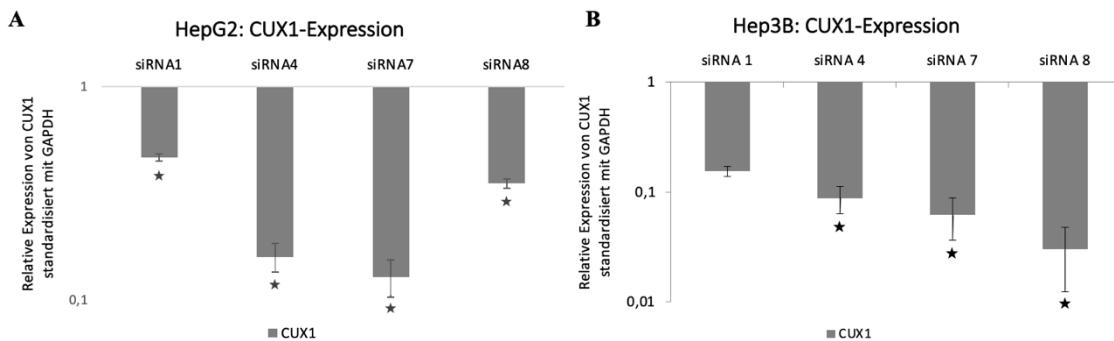 A
HepG2: CUX1-Expression
siRNA1 siRNA4 siRNA7 siRNA8
1
0,1
Relative Expression von CUX1
standardisiert mit GAPDH
CUX1
B
Hep3B: CUX1-Expression
siRNA 1 siRNA 4 siRNA 7 siRNA 8
1
0,1
0,01
Relative Expression von CUX1
standardisiert mit GAPDH
CUX1